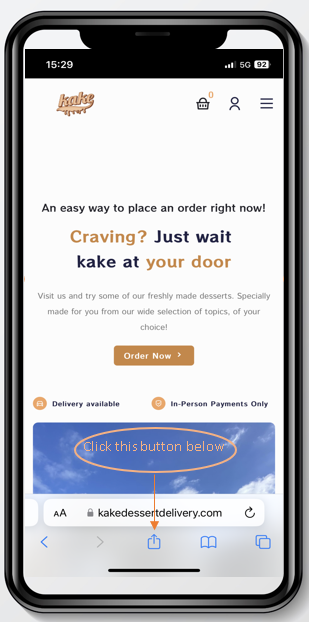 15:29
5G 92
kake
0
An easy way to place an order right now!
Craving? Just wait
kake at your door
Visit us and try some of our freshly made desserts. Specially
made for you from our wide selection of topics, of your
choice!
Order Now
Delivery available
In-Person Payments Only
Click this button below
AA kakedessertdelivery.com